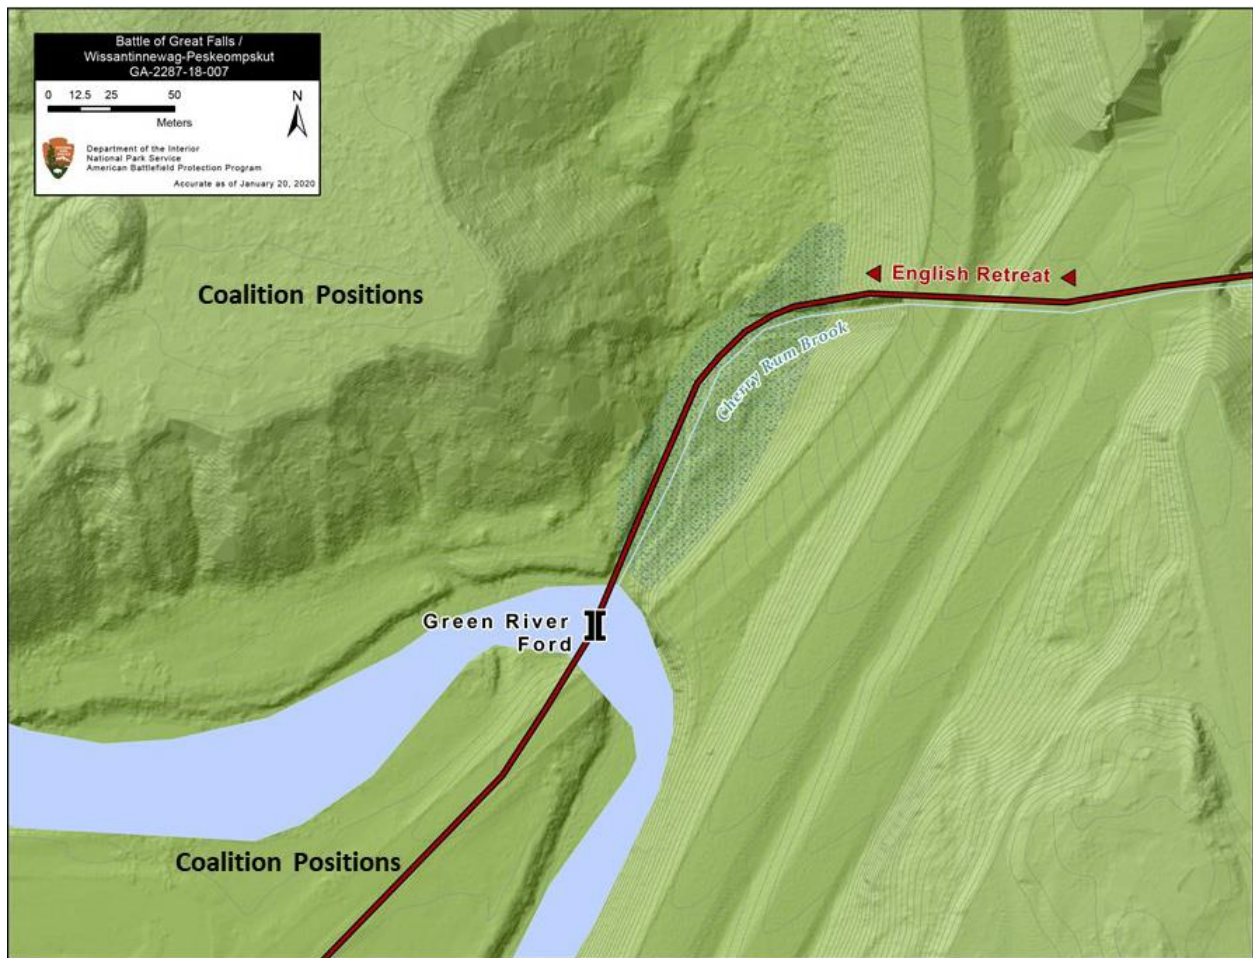 Battle of Great Falls /
Wissantinnewag-Peskeompskut
GA-2287-18-007
0 12.5 25 50
Meters
N
Department of the Interior
National Park Service
American Battlefield Protection Program
Accurate as of January 20, 2020
Coalition Positions
English Retreat
Cherry Rum Brook
Green River
Ford
Coalition Positions